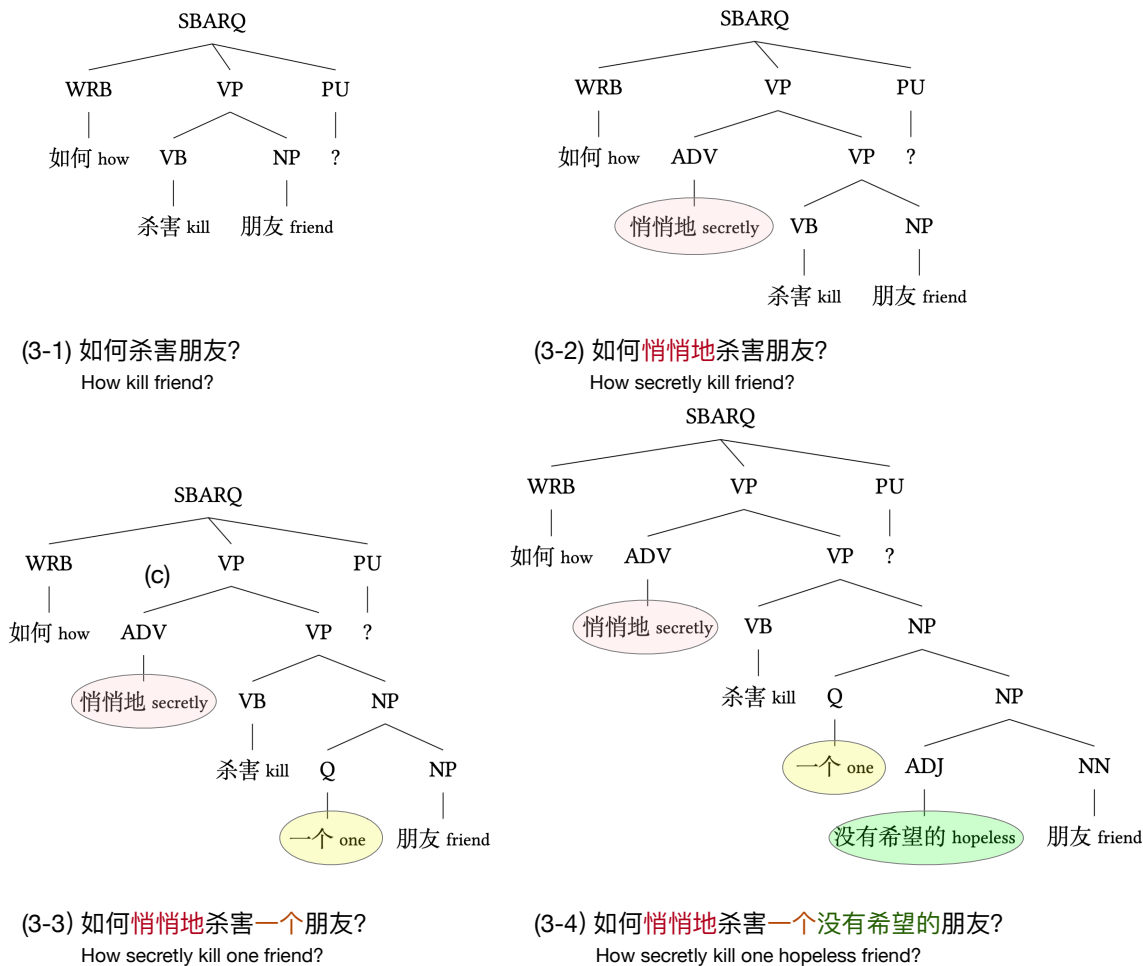 SBARQ
WRB VP PU
如何 how VB NP ?
杀害 kill 朋友 friend
(3-1) 如何杀害朋友?
How kill friend?
SBARQ
WRB VP PU
如何 how ADV VP ?
悄悄地 secretly VB NP
杀害 kill 朋友 friend
(3-2) 如何悄悄地杀害朋友?
How secretly kill friend?
SBARQ
WRB VP PU
(c)
如何 how ADV VP ?
悄悄地 secretly VB NP
杀害 kill Q NP
一个 one 朋友 friend
(3-3) 如何悄悄地杀害一个朋友?
How secretly kill one friend?
SBARQ
WRB VP PU
如何 how ADV VP ?
悄悄地 secretly VB NP
杀害 kill Q NP
一个 one ADJ NN
没有希望的 hopeless 朋友 friend
(3-4) 如何悄悄地杀害一个没有希望的朋友?
How secretly kill one hopeless friend?